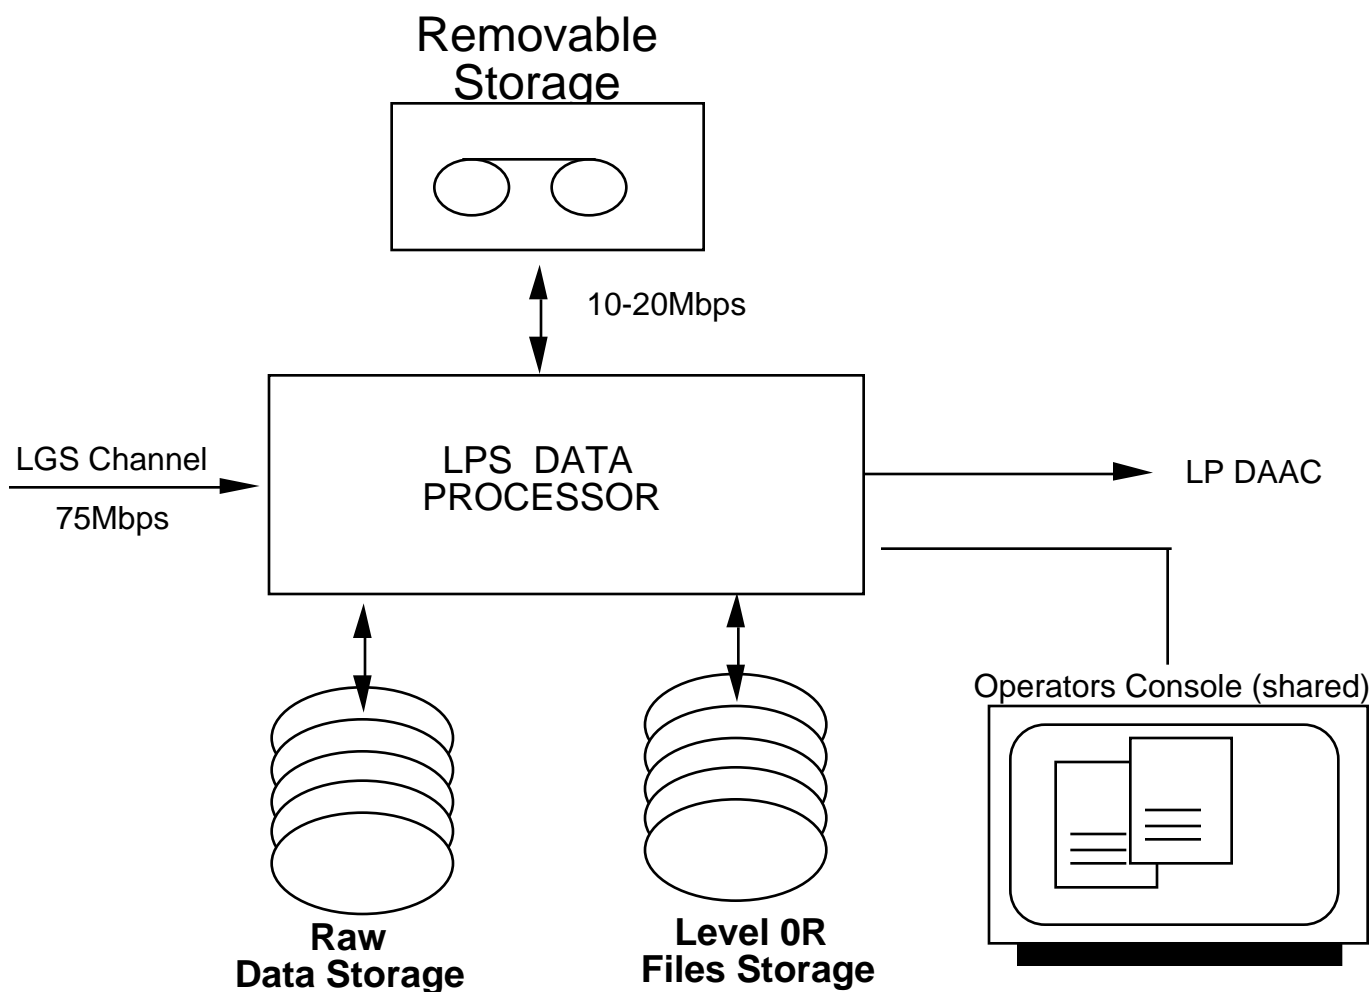 Removable
Storage
10-20Mbps
LGS Channel
75Mbps
LPS DATA
PROCESSOR
LP DAAC
Operators Console (shared)
Raw
Data Storage
Level 0R
Files Storage